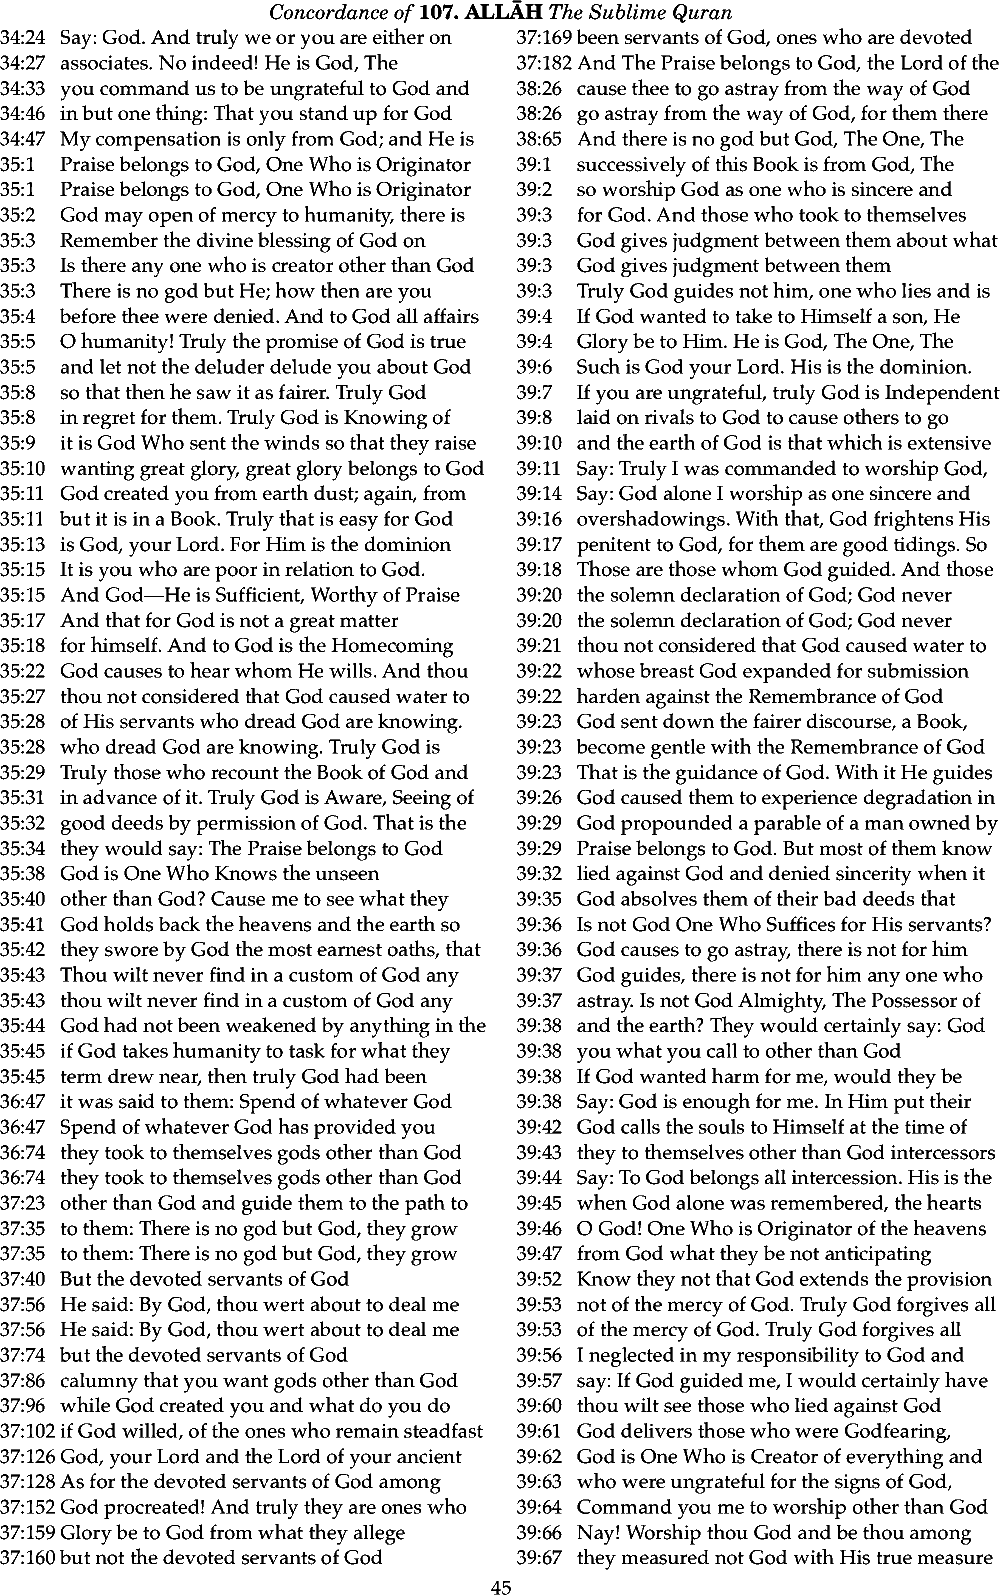 Concordance of 107. ALLĀH The Sublime Quran
34:24 Say: God. And truly we or you are either on
34:27 associates. No indeed! He is God, The
34:33 you command us to be ungrateful to God and
34:46 in but one thing: That you stand up for God
34:47 My compensation is only from God; and He is
35:1 Praise belongs to God, One Who is Originator
35:1 Praise belongs to God, One Who is Originator
35:2 God may open of mercy to humanity, there is
35:3 Remember the divine blessing of God on
35:3 Is there any one who is creator other than God
35:3 There is no god but He; how then are you
35:4 before thee were denied. And to God all affairs
35:5 O humanity! Truly the promise of God is true
35:5 and let not the deluder delude you about God
35:8 so that then he saw it as fairer. Truly God
35:8 in regret for them. Truly God is Knowing of
35:9 it is God Who sent the winds so that they raise
35:10 wanting great glory, great glory belongs to God
35:11 God created you from earth dust; again, from
35:11 but it is in a Book. Truly that is easy for God
35:13 is God, your Lord. For Him is the dominion
35:15 It is you who are poor in relation to God.
35:15 And God—He is Sufficient, Worthy of Praise
35:17 And that for God is not a great matter
35:18 for himself. And to God is the Homecoming
35:22 God causes to hear whom He wills. And thou
35:27 thou not considered that God caused water to
35:28 of His servants who dread God are knowing.
35:28 who dread God are knowing. Truly God is
35:29 Truly those who recount the Book of God and
35:31 in advance of it. Truly God is Aware, Seeing of
35:32 good deeds by permission of God. That is the
35:34 they would say: The Praise belongs to God
35:38 God is One Who Knows the unseen
35:40 other than God? Cause me to see what they
35:41 God holds back the heavens and the earth so
35:42 they swore by God the most earnest oaths, that
35:43 Thou wilt never find in a custom of God any
35:43 thou wilt never find in a custom of God any
35:44 God had not been weakened by anything in the
35:45 if God takes humanity to task for what they
35:45 term drew near, then truly God had been
36:47 it was said to them: Spend of whatever God
36:47 Spend of whatever God has provided you
36:74 they took to themselves gods other than God
36:74 they took to themselves gods other than God
37:23 other than God and guide them to the path to
37:35 to them: There is no god but God, they grow
37:35 to them: There is no god but God, they grow
37:40 But the devoted servants of God
37:56 He said: By God, thou wert about to deal me
37:56 He said: By God, thou wert about to deal me
37:74 but the devoted servants of God
37:86 calumny that you want gods other than God
37:96 while God created you and what do you do
37:102 if God willed, of the ones who remain steadfast
37:126 God, your Lord and the Lord of your ancient
37:128 As for the devoted servants of God among
37:152 God procreated! And truly they are ones who
37:159 Glory be to God from what they allege
37:160 but not the devoted servants of God
37:169 been servants of God, ones who are devoted
37:182 And The Praise belongs to God, the Lord of the
38:26 cause thee to go astray from the way of God
38:26 go astray from the way of God, for them there
38:65 And there is no god but God, The One, The
39:1 successively of this Book is from God, The
39:2 so worship God as one who is sincere and
39:3 for God. And those who took to themselves
39:3 God gives judgment between them about what
39:3 God gives judgment between them
39:3 Truly God guides not him, one who lies and is
39:4 If God wanted to take to Himself a son, He
39:4 Glory be to Him. He is God, The One, The
39:6 Such is God your Lord. His is the dominion.
39:7 If you are ungrateful, truly God is Independent
39:8 laid on rivals to God to cause others to go
39:10 and the earth of God is that which is extensive
39:11 Say: Truly I was commanded to worship God,
39:14 Say: God alone I worship as one sincere and
39:16 overshadowings. With that, God frightens His
39:17 penitent to God, for them are good tidings. So
39:18 Those are those whom God guided. And those
39:20 the solemn declaration of God; God never
39:20 the solemn declaration of God; God never
39:21 thou not considered that God caused water to
39:22 whose breast God expanded for submission
39:22 harden against the Remembrance of God
39:23 God sent down the fairer discourse, a Book,
39:23 become gentle with the Remembrance of God
39:23 That is the guidance of God. With it He guides
39:26 God caused them to experience degradation in
39:29 God propounded a parable of a man owned by
39:29 Praise belongs to God. But most of them know
39:32 lied against God and denied sincerity when it
39:35 God absolves them of their bad deeds that
39:36 Is not God One Who Suffices for His servants?
39:36 God causes to go astray, there is not for him
39:37 God guides, there is not for him any one who
39:37 astray. Is not God Almighty, The Possessor of
39:38 and the earth? They would certainly say: God
39:38 you what you call to other than God
39:38 If God wanted harm for me, would they be
39:38 Say: God is enough for me. In Him put their
39:42 God calls the souls to Himself at the time of
39:43 they to themselves other than God intercessors
39:44 Say: To God belongs all intercession. His is the
39:45 when God alone was remembered, the hearts
39:46 O God! One Who is Originator of the heavens
39:47 from God what they be not anticipating
39:52 Know they not that God extends the provision
39:53 not of the mercy of God. Truly God forgives all
39:53 of the mercy of God. Truly God forgives all
39:56 I neglected in my responsibility to God and
39:57 say: If God guided me, I would certainly have
39:60 thou wilt see those who lied against God
39:61 God delivers those who were Godfearing,
39:62 God is One Who is Creator of everything and
39:63 who were ungrateful for the signs of God,
39:64 Command you me to worship other than God
39:66 Nay! Worship thou God and be thou among
39:67 they measured not God with His true measure
45